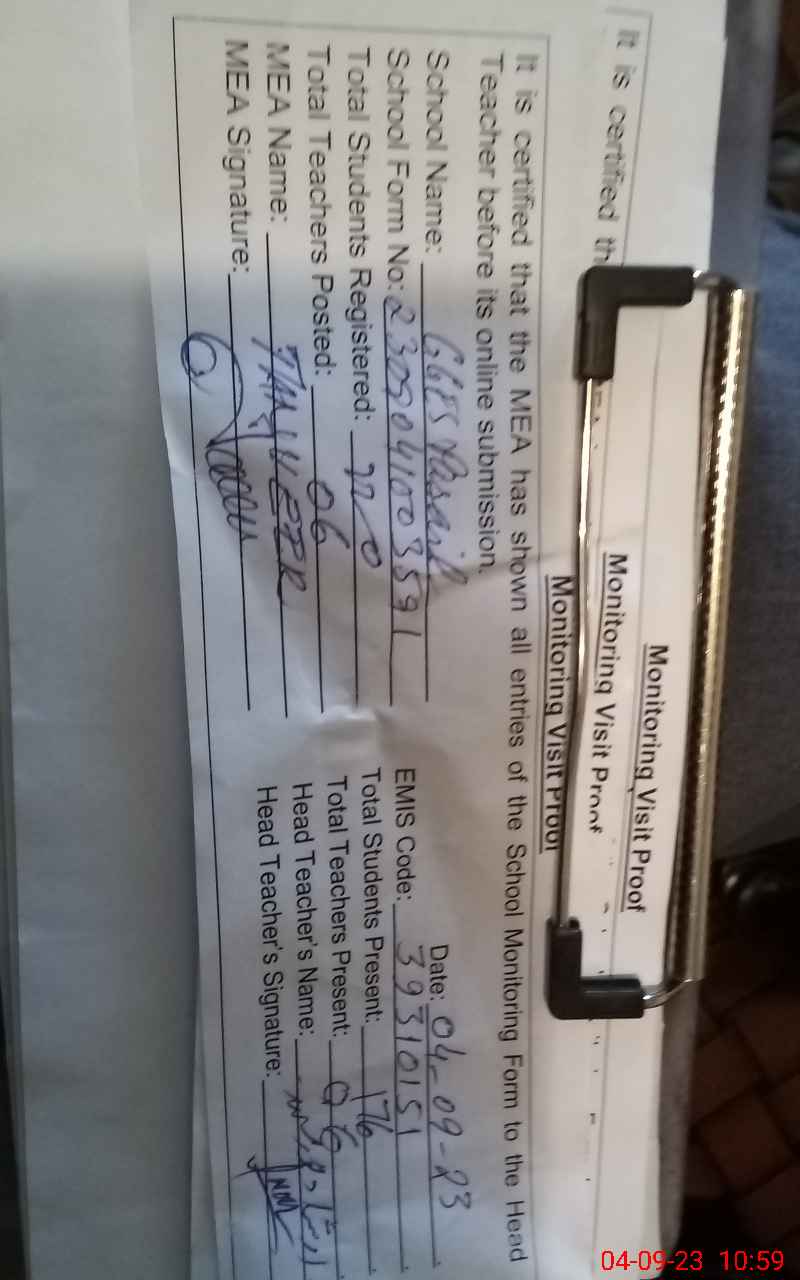 Monitoring Visit Proof
Monitoring Visit Proof
It is certified th
Monitoring Visit Proof
It is certified that the MEA has shown all entries of the School Monitoring Form to the Head
Teacher before its online submission.
School Name: GGPS Date: 04-09-23
School Form No: EMIS Code: 39310151
Total Students Registered: Total Students Present: 176
Total Teachers Posted: 06 Total Teachers Present: 06
MEA Name: Head Teacher's Name:
MEA Signature: Head Teacher's Signature:
04-09-23 10:59